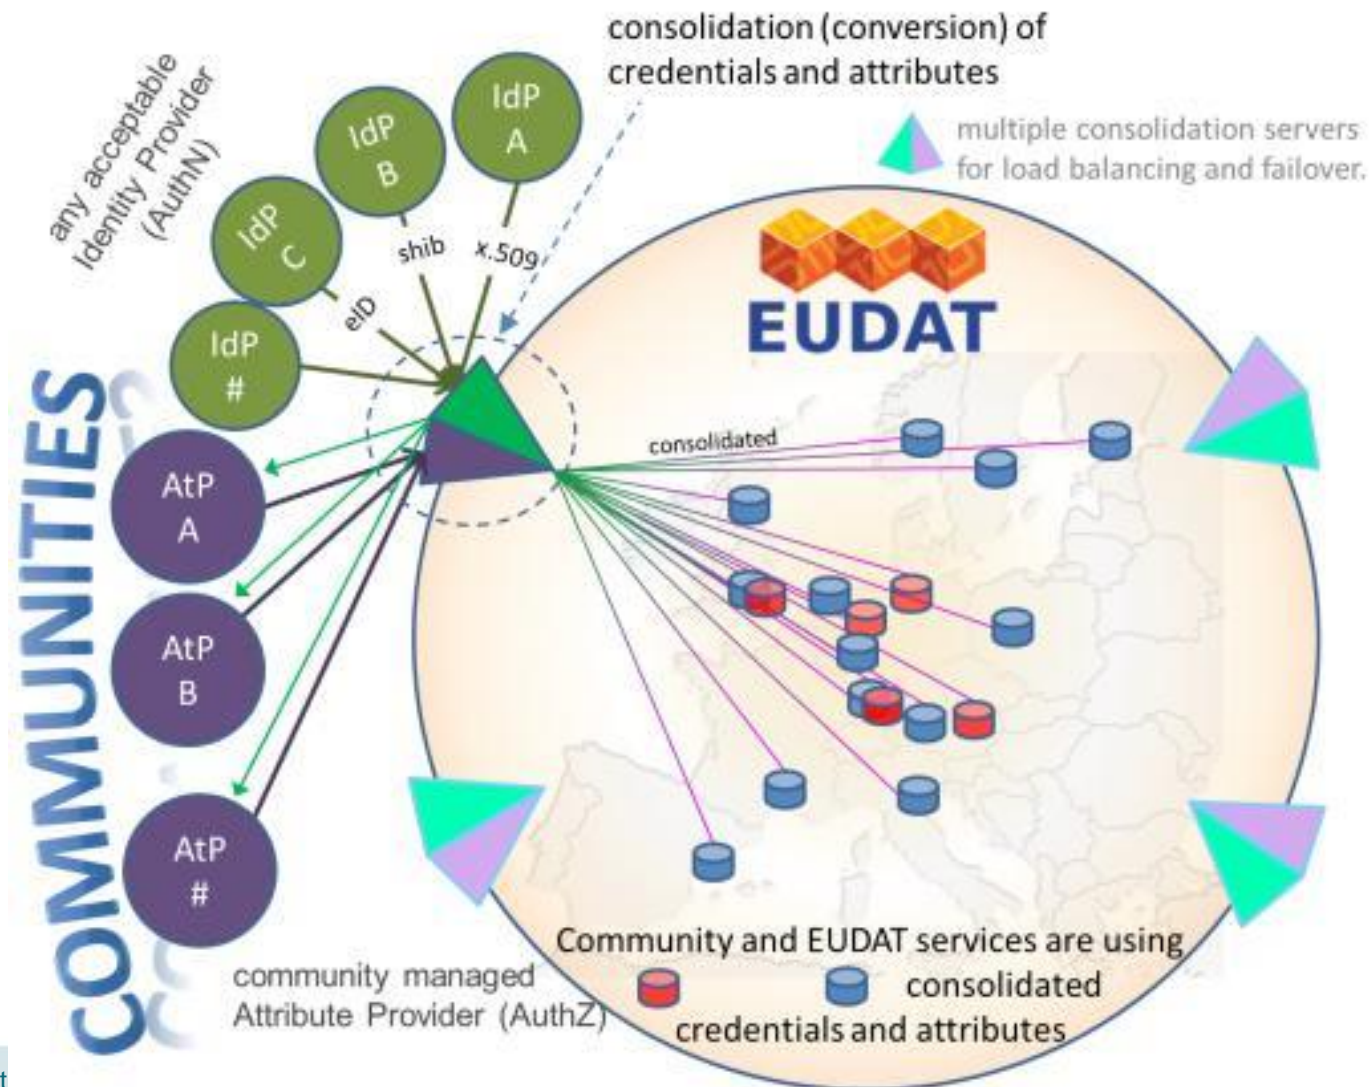 consolidation (conversion) of
credentials and attributes
multiple consolidation servers
for load balancing and failover.
any acceptable
Identity Provider
(AuthN)
IdP
A
IdP
B
IdP
C
IdP
#
x.509
shib
eID
EUDAT
COMMUNITIES
consolidated
AtP
A
AtP
B
AtP
#
community managed
Attribute Provider (AuthZ)
Community and EUDAT services are using
consolidated
credentials and attributes
t